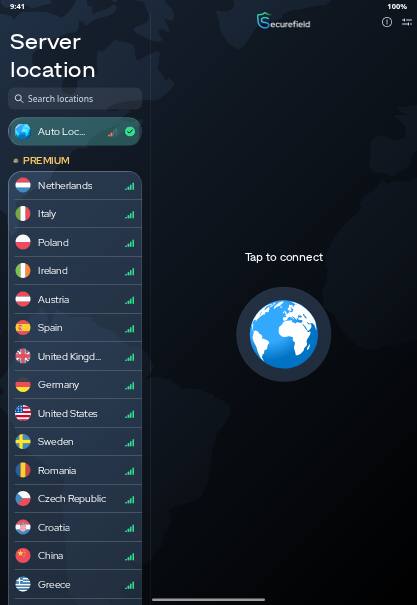 9:41
100%
Server
location
Securefield
Search locations
Auto Loc...
PREMIUM
Netherlands
Italy
Poland
Ireland
Austria
Spain
United Kingd...
Germany
United States
Sweden
Romania
Czech Republic
Croatia
China
Greece
Tap to connect